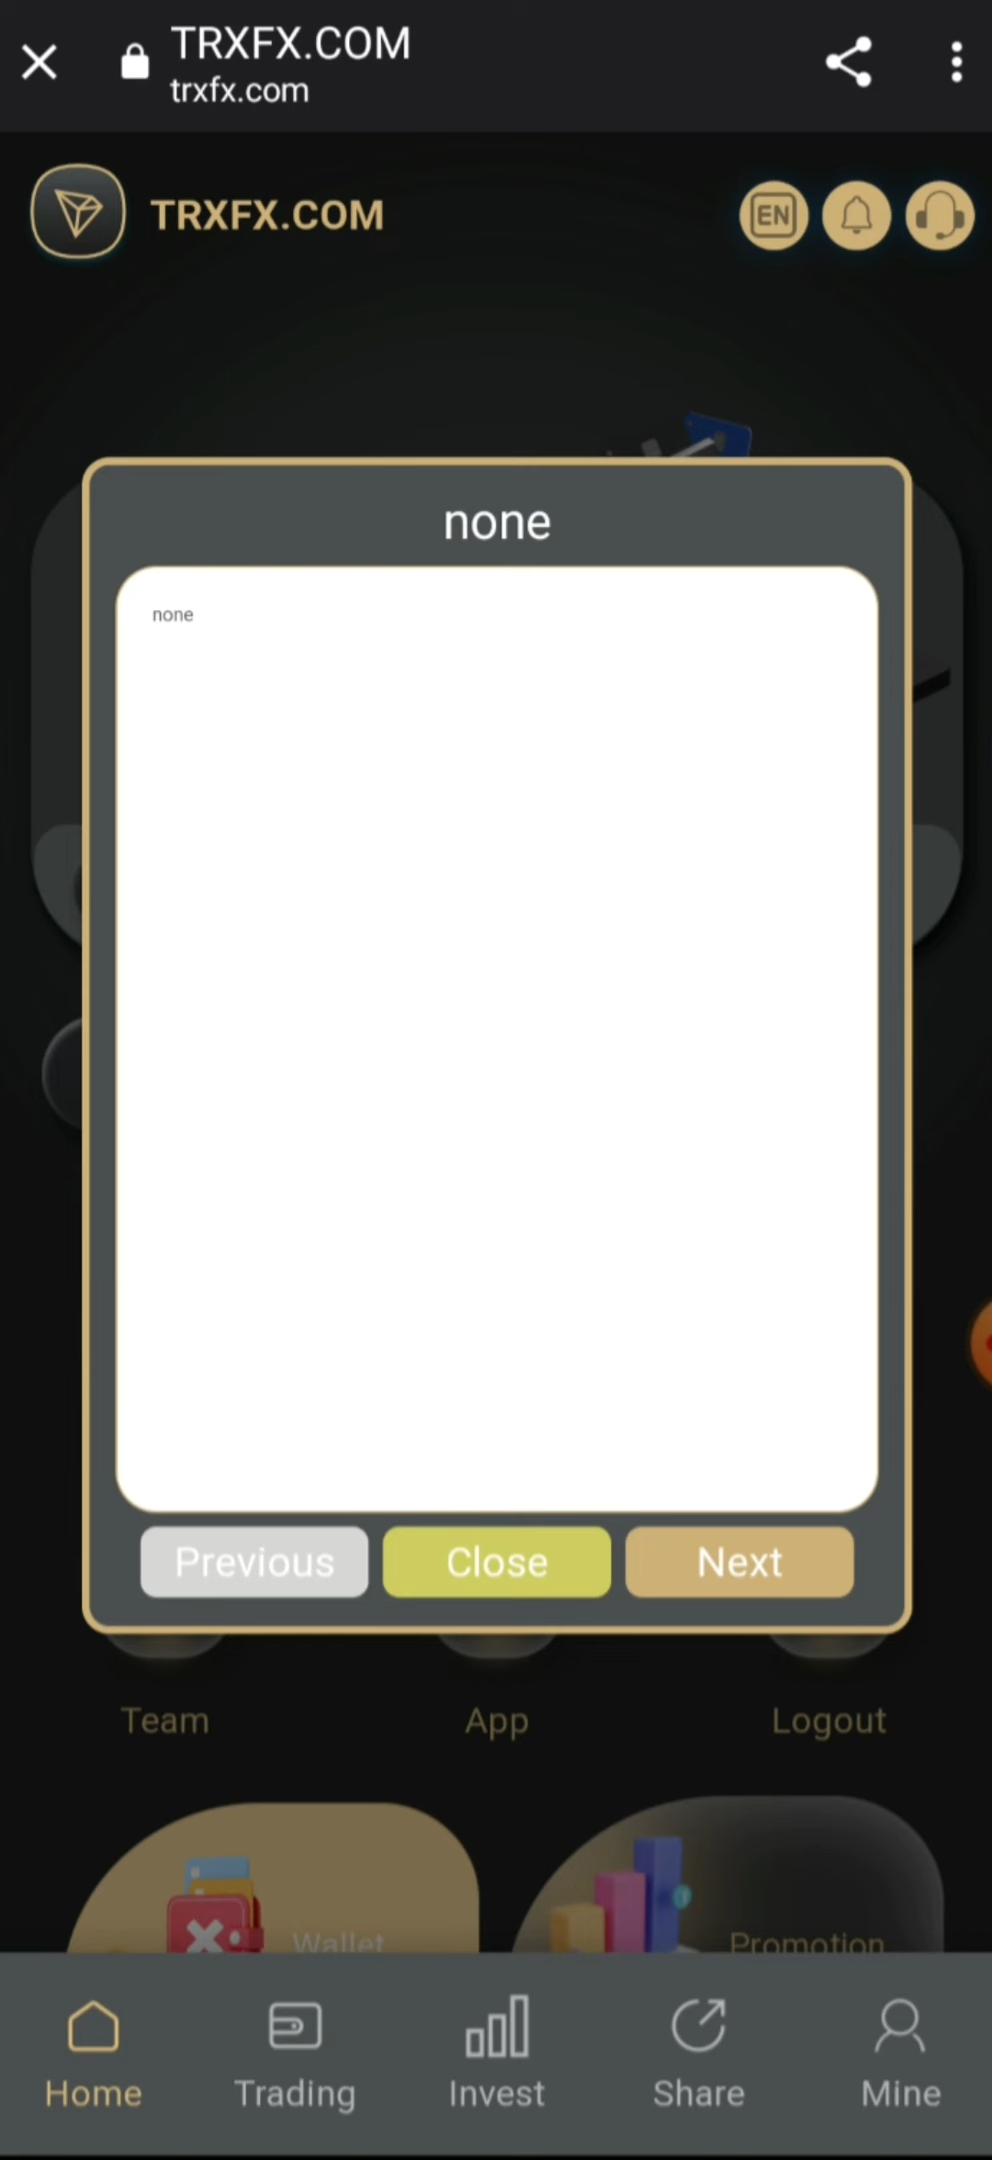 TRXFX.COM
trxfx.com
TRXFX.COM
EN
none
none
Previous Close Next
Team App Logout
Wallet Promotion
Home Trading Invest Share Mine